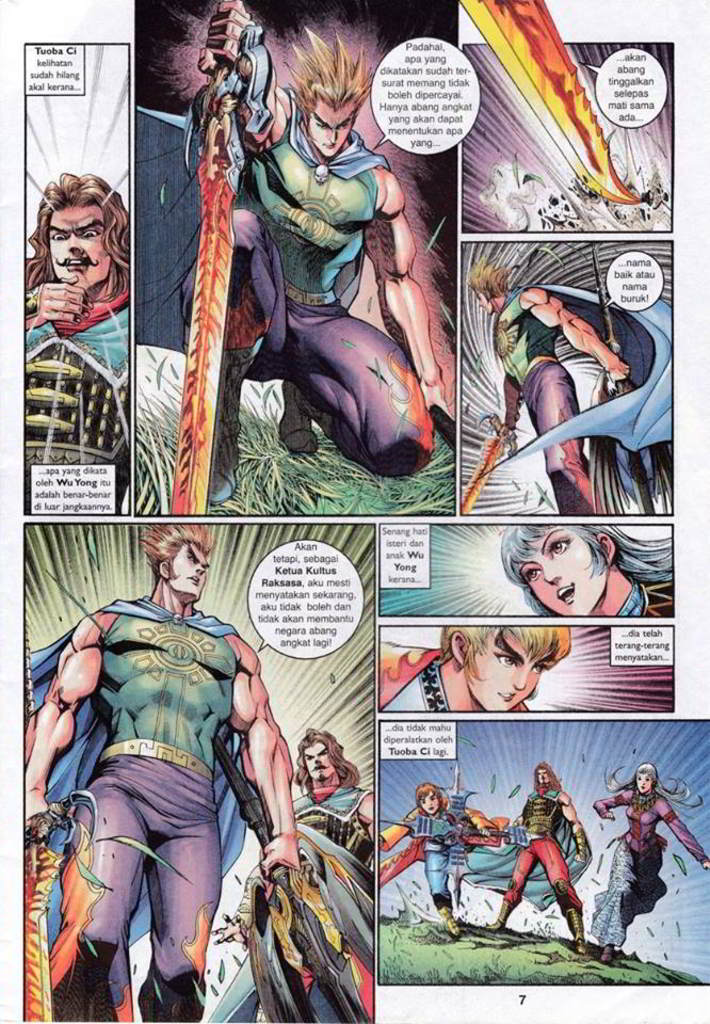 Tuoba Ci
kelihatan
sudah hilang
akal kerana...
...apa yang dikata
oleh Wu Yong itu
adalah benar-benar
di luar jangkaannya.
Padahal,
apa yang
dikatakan sudah ter-
surat memang tidak
boleh dipercayai.
Hanya abang angkat
yang akan dapat
menentukan apa
yang...
...akan
abang
tinggalkan
selepas
mati sama
ada...
...nama
baik atau
nama
buruk!
Akan
tetapi, sebagai
Ketua Kultus
Raksasa, aku mesti
menyatakan sekarang,
aku tidak boleh dan
tidak akan membantu
negara abang
angkat lagi!
Senang hati
isteri dan
anak Wu
Yong
kerana...
...dia telah
terang-terang
menyatakan...
...dia tidak mahu
diperalatkan oleh
Tuoba Ci lagi.
7